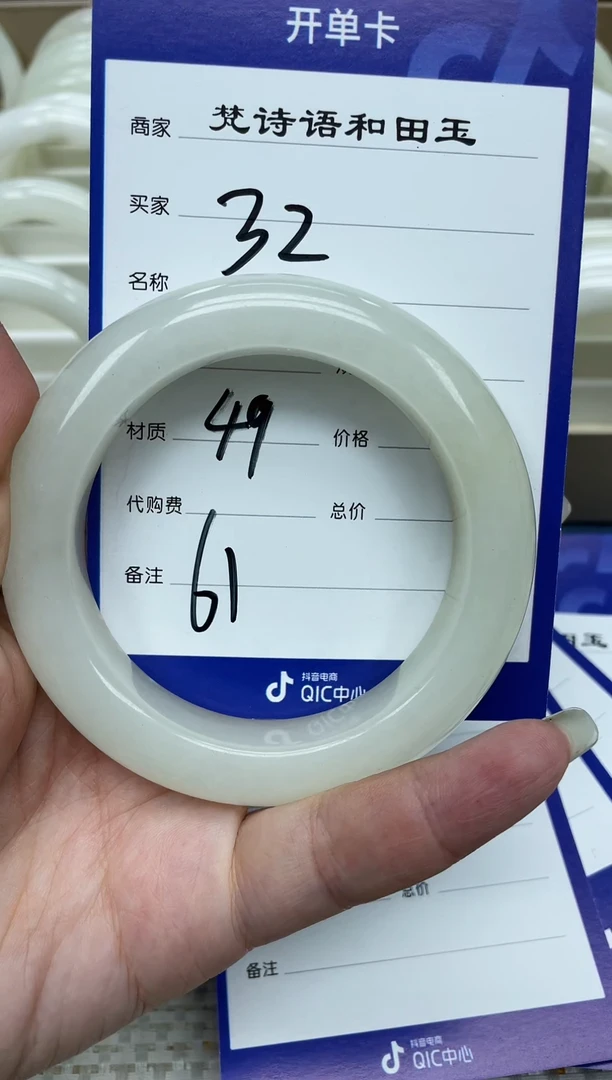 开单卡
商家 梵诗语和田玉
买家 32
名称
材质 49 价格
代购费 总价
备注 61
抖音电商
QIC中心
田玉
总价
备注
抖音电商
QIC中心